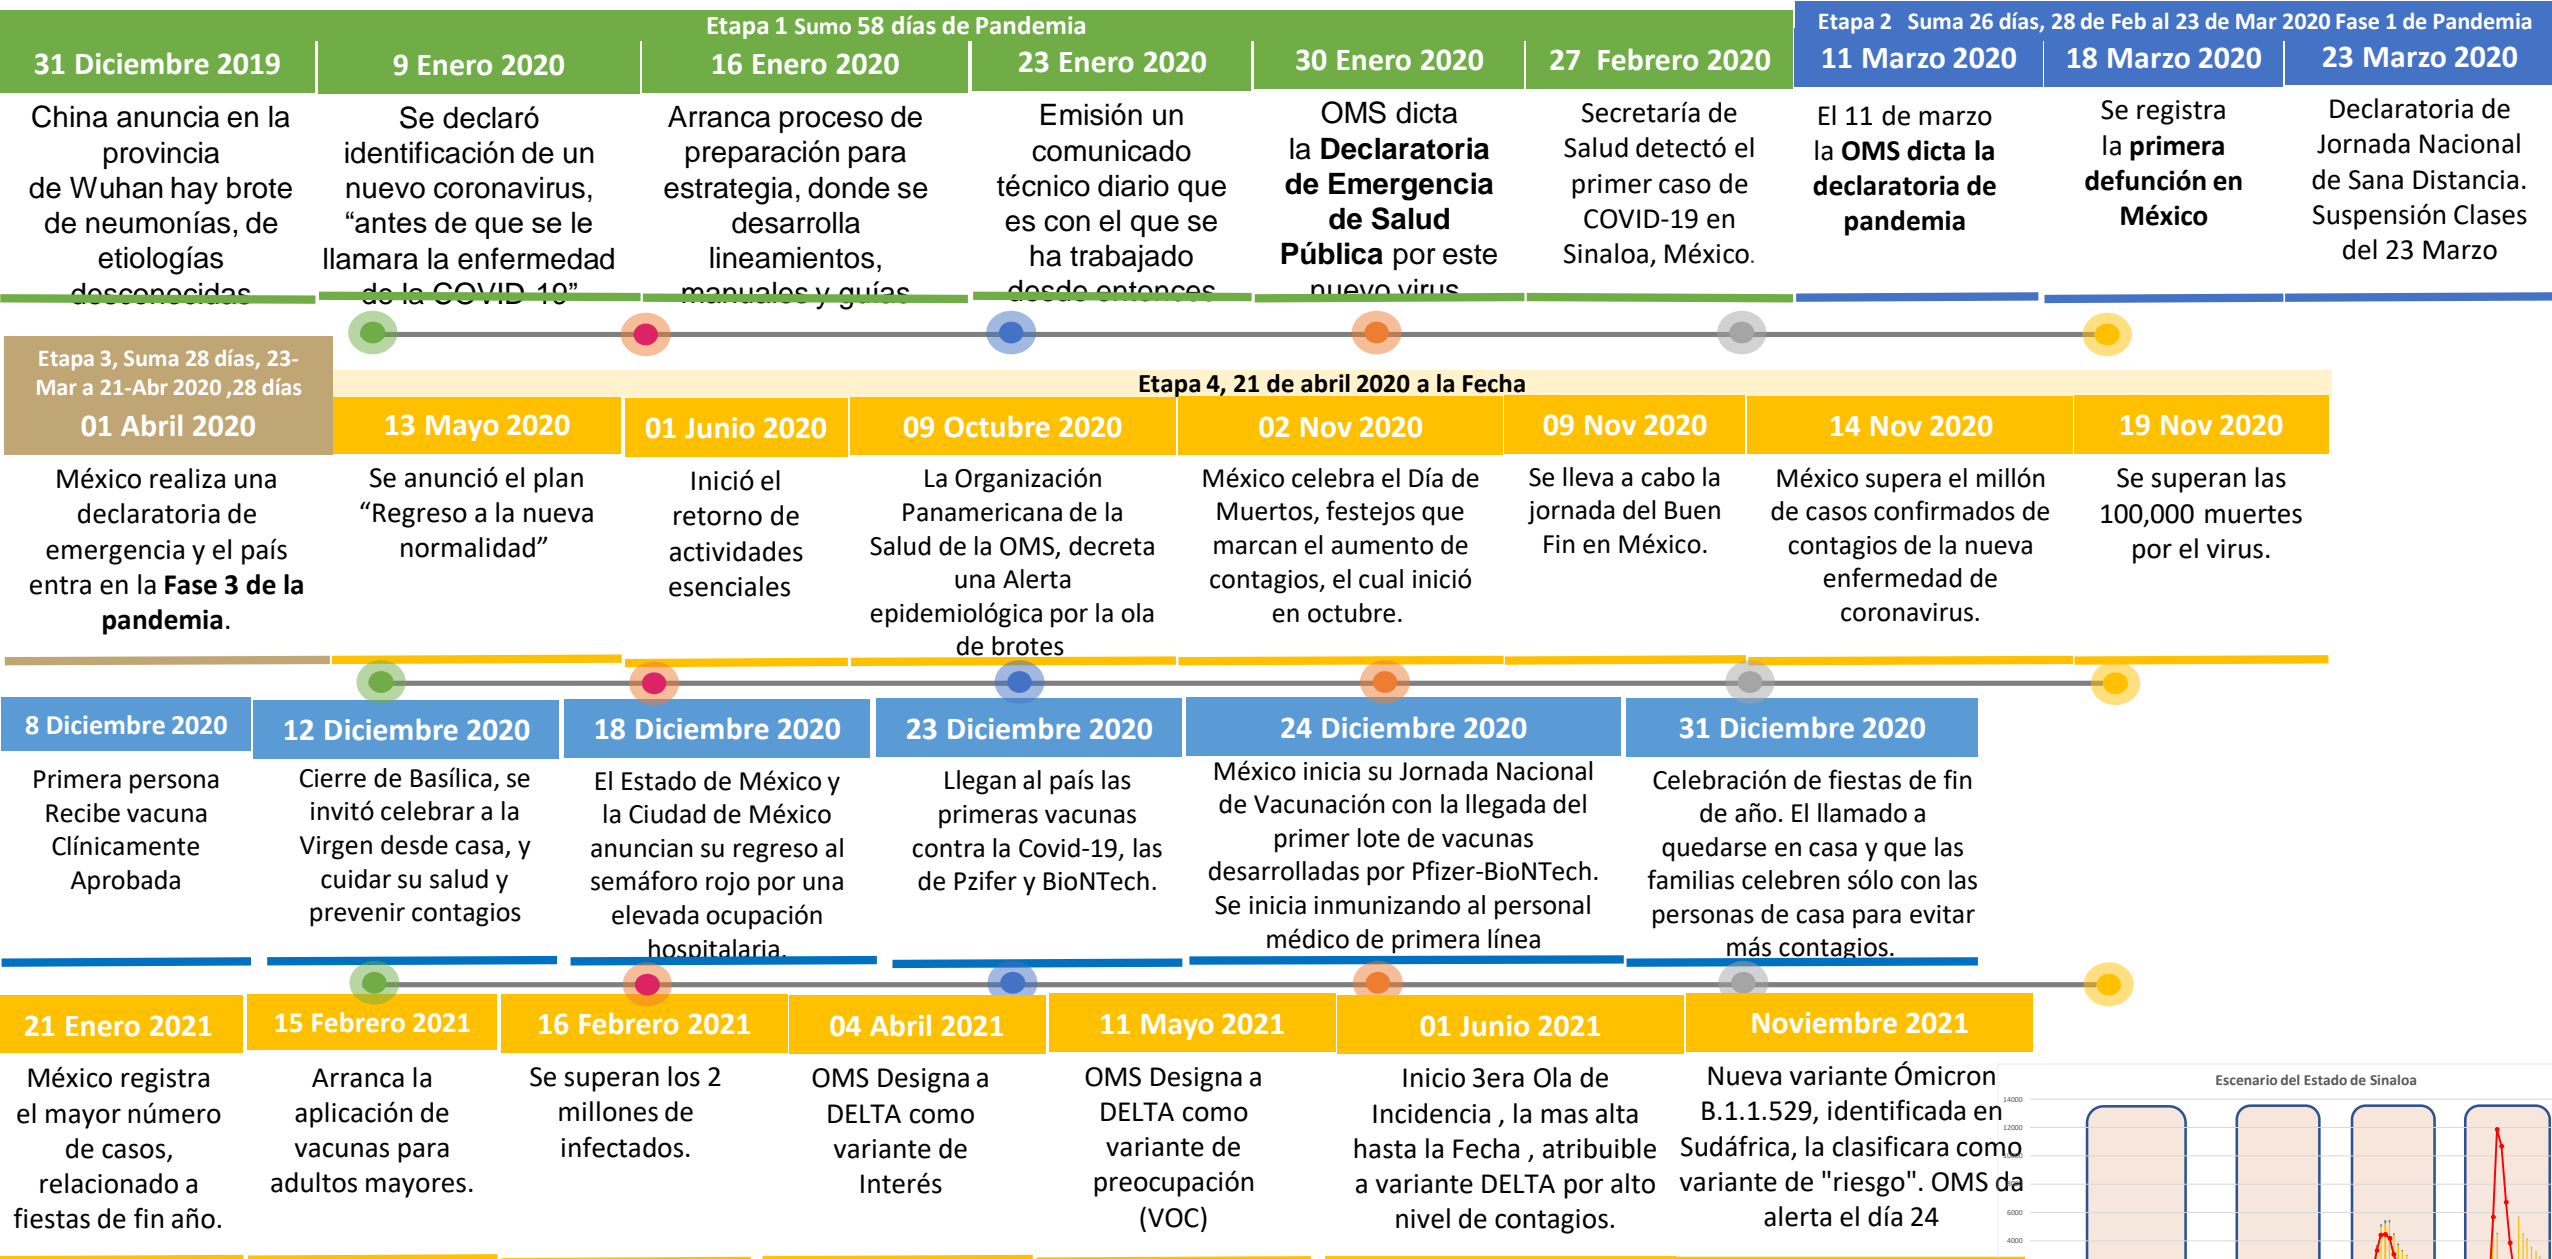 Etapa 1 Sumo 58 días de Pandemia
Etapa 2 Suma 26 días, 28 de Feb al 23 de Mar 2020 Fase 1 de Pandemia
31 Diciembre 2019
China anuncia en la
provincia
de Wuhan hay brote
de neumonías, de
etiologías
desconocidas
9 Enero 2020
Se declaró
identificación de un
nuevo coronavirus,
“antes de que se le
llamara la enfermedad
de la COVID-19”
16 Enero 2020
Arranca proceso de
preparación para
estrategia, donde se
desarrolla
lineamientos,
manuales y guías
23 Enero 2020
Emisión un
comunicado
técnico diario que
es con el que se
ha trabajado
desde entonces
30 Enero 2020
OMS dicta
la Declaratoria
de Emergencia
de Salud
Pública por este
nuevo virus
27 Febrero 2020
Secretaría de
Salud detectó el
primer caso de
COVID-19 en
Sinaloa, México.
11 Marzo 2020
El 11 de marzo
la OMS dicta la
declaratoria de
pandemia
18 Marzo 2020
Se registra
la primera
defunción en
México
23 Marzo 2020
Declaratoria de
Jornada Nacional
de Sana Distancia.
Suspensión Clases
del 23 Marzo
Etapa 3, Suma 28 días, 23-
Mar a 21-Abr 2020 ,28 días
01 Abril 2020
México realiza una
declaratoria de
emergencia y el país
entra en la Fase 3 de la
pandemia.
Etapa 4, 21 de abril 2020 a la Fecha
13 Mayo 2020
Se anunció el plan
“Regreso a la nueva
normalidad”
01 Junio 2020
Inició el
retorno de
actividades
esenciales
09 Octubre 2020
La Organización
Panamericana de la
Salud de la OMS, decreta
una Alerta
epidemiológica por la ola
de brotes
02 Nov 2020
México celebra el Día de
Muertos, festejos que
marcan el aumento de
contagios, el cual inició
en octubre.
09 Nov 2020
Se lleva a cabo la
jornada del Buen
Fin en México.
14 Nov 2020
México supera el millón
de casos confirmados de
contagios de la nueva
enfermedad de
coronavirus.
19 Nov 2020
Se superan las
100,000 muertes
por el virus.
8 Diciembre 2020
Primera persona
Recibe vacuna
Clínicamente
Aprobada
12 Diciembre 2020
Cierre de Basílica, se
invitó celebrar a la
Virgen desde casa, y
cuidar su salud y
prevenir contagios
18 Diciembre 2020
El Estado de México y
la Ciudad de México
anuncian su regreso al
semáforo rojo por una
elevada ocupación
hospitalaria.
23 Diciembre 2020
Llegan al país las
primeras vacunas
contra la Covid-19, las
de Pzifer y BioNTech.
24 Diciembre 2020
México inicia su Jornada Nacional
de Vacunación con la llegada del
primer lote de vacunas
desarrolladas por Pfizer-BioNTech.
Se inicia inmunizando al personal
médico de primera línea
31 Diciembre 2020
Celebración de fiestas de fin
de año. El llamado a
quedarse en casa y que las
familias celebren sólo con las
personas de casa para evitar
más contagios.
21 Enero 2021
México registra
el mayor número
de casos,
relacionado a
fiestas de fin año.
15 Febrero 2021
Arranca la
aplicación de
vacunas para
adultos mayores.
16 Febrero 2021
Se superan los 2
millones de
infectados.
04 Abril 2021
OMS Designa a
DELTA como
variante de
Interés
11 Mayo 2021
OMS Designa a
DELTA como
variante de
preocupación
(VOC)
01 Junio 2021
Inicio 3era Ola de
Incidencia , la mas alta
hasta la Fecha , atribuible
a variante DELTA por alto
nivel de contagios.
Noviembre 2021
Nueva variante Ómicron
B.1.1.529, identificada en
Sudáfrica, la clasificara como
variante de "riesgo". OMS da
alerta el día 24
Escenario del Estado de Sinaloa
14000
12000
10000
6000
4000